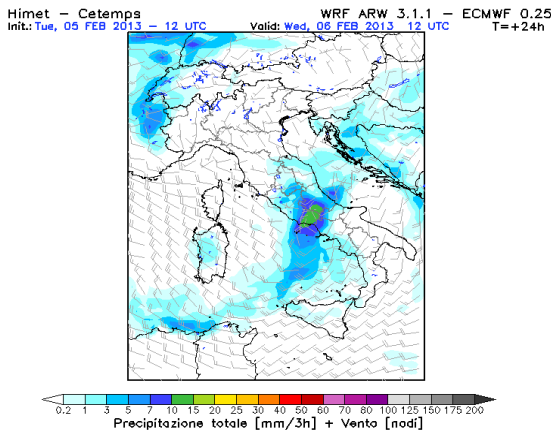 Himet – Cetemps WRF ARW 3.1.1 – ECMWF 0.25
Init.: Tue, 05 FEB 2013 – 12 UTC Valid: Wed, 06 FEB 2013 12 UTC T=+24h
0.2 1 3 5 7 10 15 20 25 30 40 50 60 70 80 100 125 150 175 200
Precipitazione totale [mm/3h] + Vento [nodi]